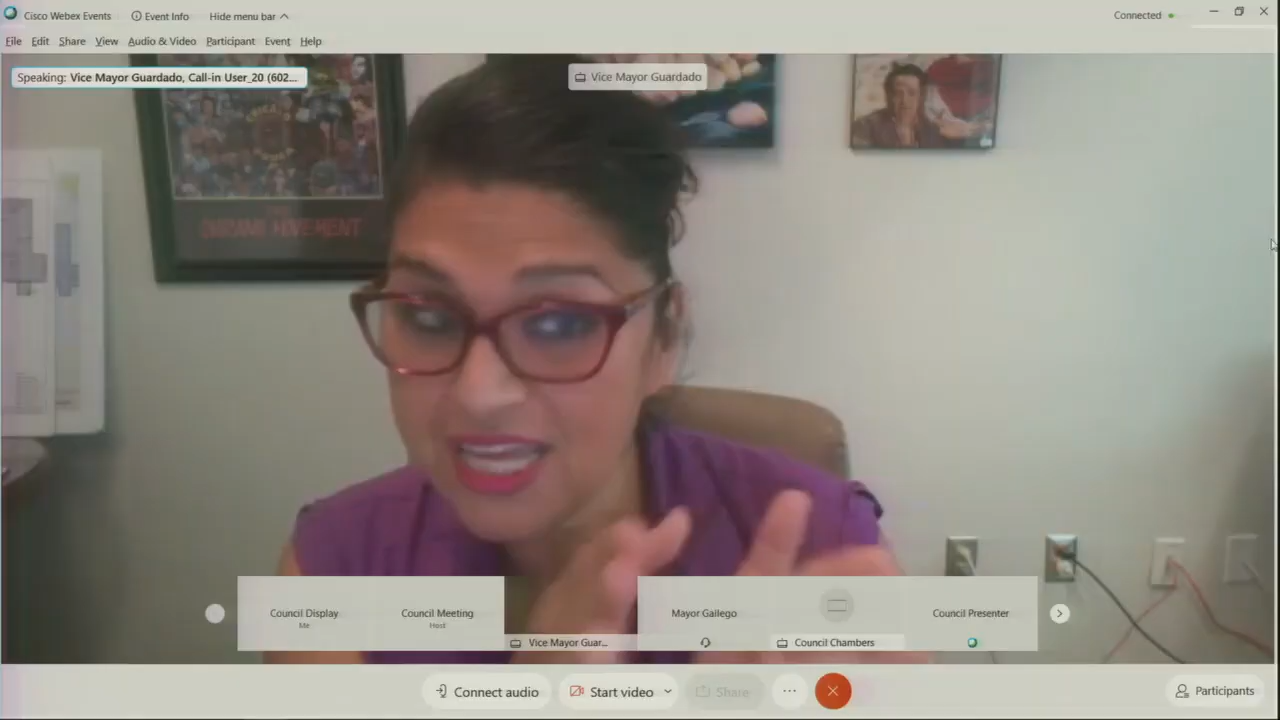 Cisco Webex Events
Event Info
Hide menu bar
Connected
File Edit Share View Audio & Video Participant Event Help
Speaking: Vice Mayor Guardado, Call-in User_20 (602...
Vice Mayor Guardado
Council Display
Me
Council Meeting
Host
Vice Mayor Guar...
Mayor Gallego
Council Chambers
Council Presenter
Connect audio
Start video
Share
...
Participants